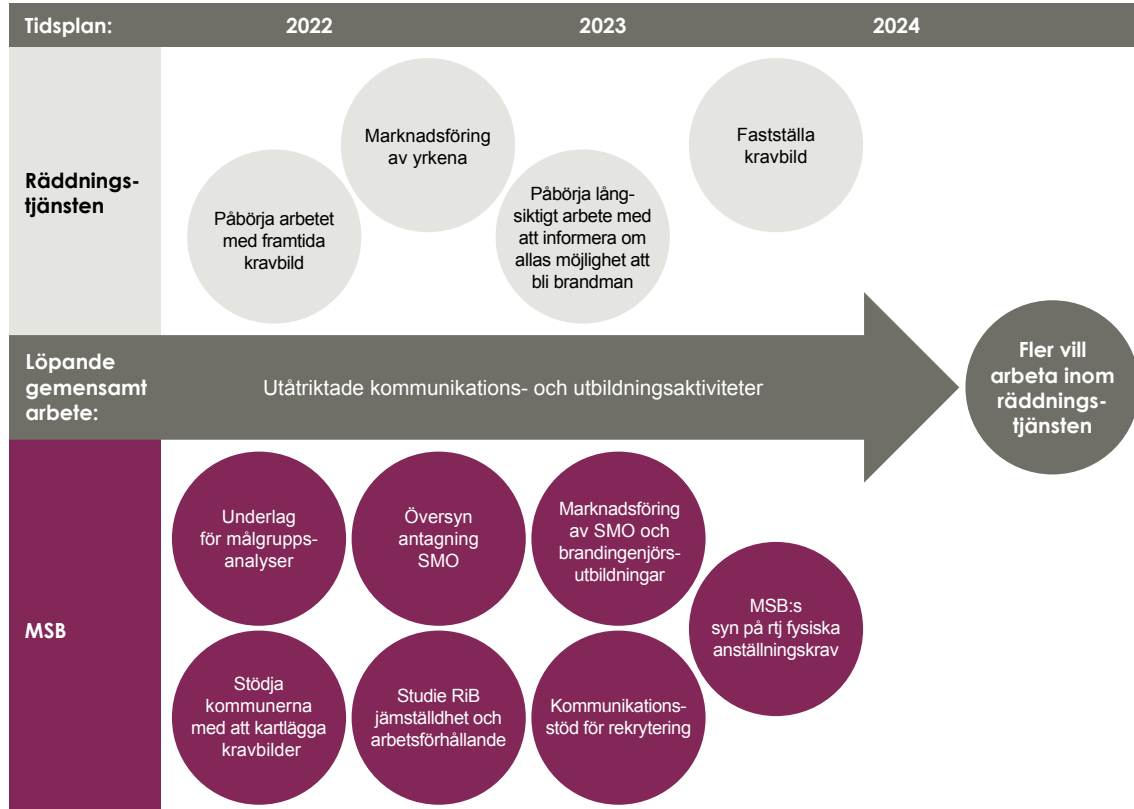 Tidsplan:
2022
2023
2024
Räddnings-
tjänsten
Påbörja arbetet
med framtida
kravbild
Marknadsföring
av yrkena
Påbörja lång-
siktigt arbete med
att informera om
allas möjlighet att
bli brandman
Fastställa
kravbild
Löpande
gemensamt
arbete:
Utåtriktade kommunikations- och utbildningsaktiviteter
Fler vill
arbeta inom
räddnings-
tjänsten
MSB
Underlag
för målgrupps-
analyser
Översyn
antagning
SMO
Marknadsföring
av SMO och
brandingenjörs-
utbildningar
MSB:s
syn på rtj fysiska
anställningskrav
Stödja
kommunerna
med att kartlägga
kravbilder
Studie RiB
jämställdhet och
arbetsförhållande
Kommunikations-
stöd för rekrytering